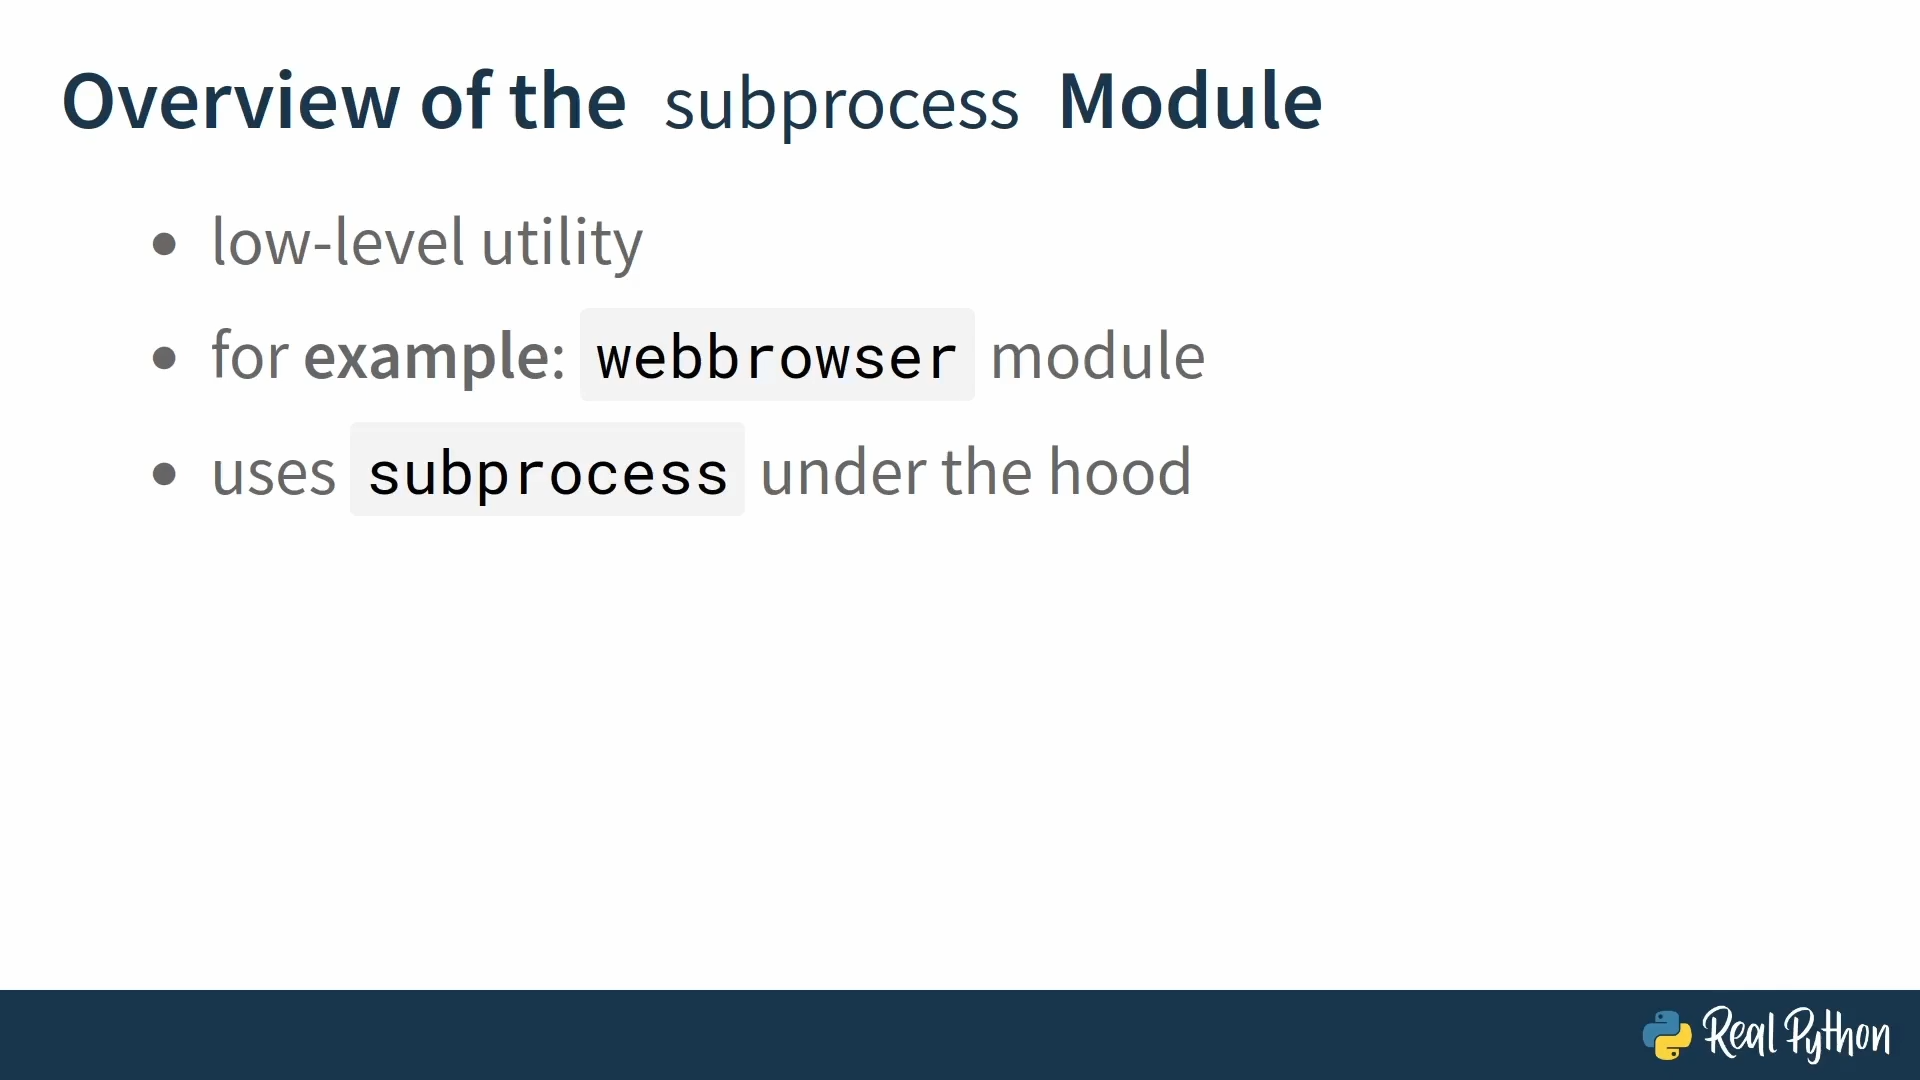 Overview of the subprocess Module
• low-level utility
• for example: webbrowser module
• uses subprocess under the hood
Real Python